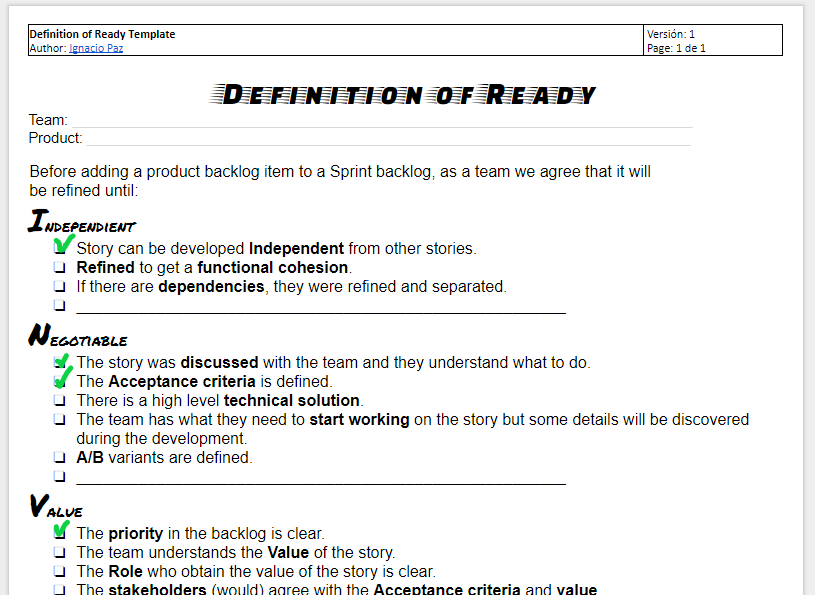 Definition of Ready Template
Author: Ignacio Paz
Versión: 1
Page: 1 de 1
DEFINITION OF READY
Team:
Product:
Before adding a product backlog item to a Sprint backlog, as a team we agree that it will
be refined until:
INDEPENDENT
Story can be developed Independent from other stories.
Refined to get a functional cohesion.
If there are dependencies, they were refined and separated.
NEGOTIABLE
The story was discussed with the team and they understand what to do.
The Acceptance criteria is defined.
There is a high level technical solution.
The team has what they need to start working on the story but some details will be discovered
during the development.
A/B variants are defined.
VALUE
The priority in the backlog is clear.
The team understands the Value of the story.
The Role who obtain the value of the story is clear.
The stakeholders (would) agree with the Acceptance criteria and value